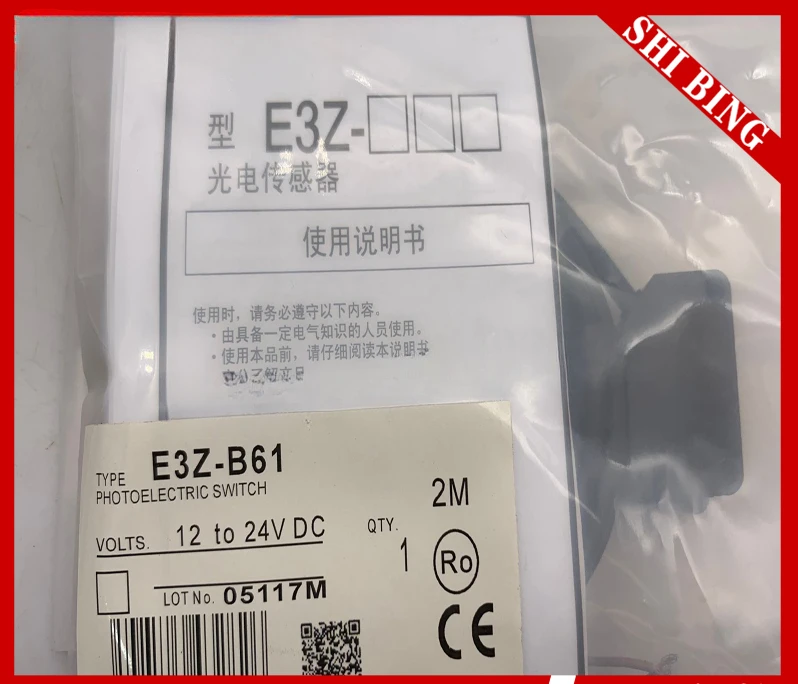 SHI BING
型 E3Z-□□□
光电传感器
使用说明书
使用时，请务必遵守以下内容。
・由具备一定电气知识的人员使用。
・使用本品前，请仔细阅读本说明书
TYPE E3Z-B61
PHOTOELECTRIC SWITCH
2M
VOLTS. 12 to 24V DC
QTY. 1
Ro
LOT No. 05117M
CE